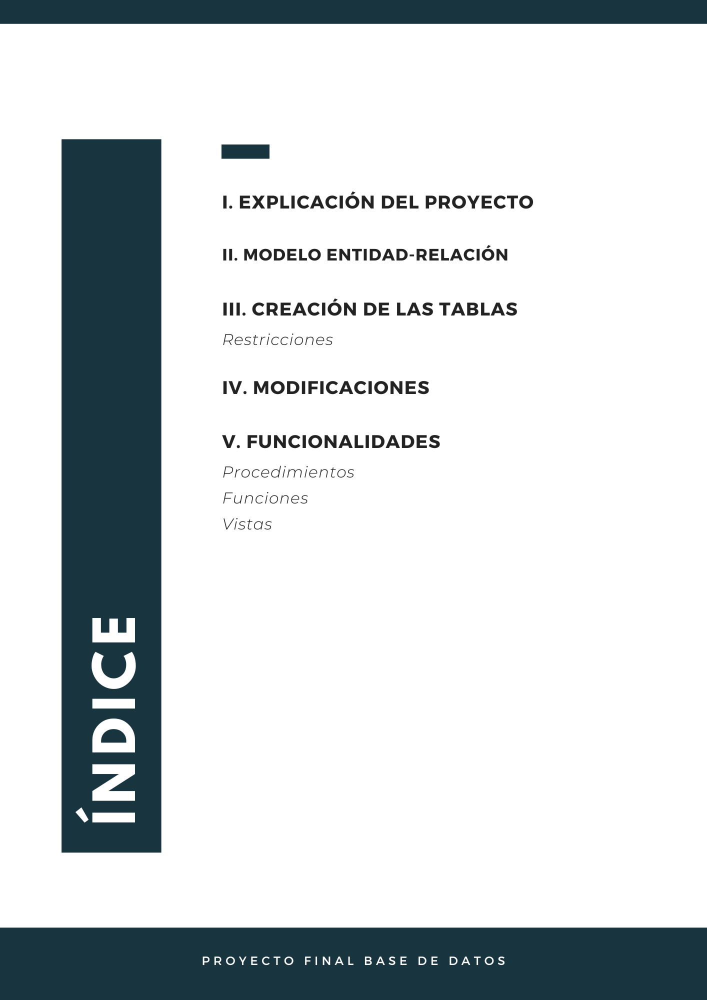 ÍNDICE
I. EXPLICACIÓN DEL PROYECTO
II. MODELO ENTIDAD-RELACIÓN
III. CREACIÓN DE LAS TABLAS
Restricciones
IV. MODIFICACIONES
V. FUNCIONALIDADES
Procedimientos
Funciones
Vistas
PROYECTO FINAL BASE DE DATOS